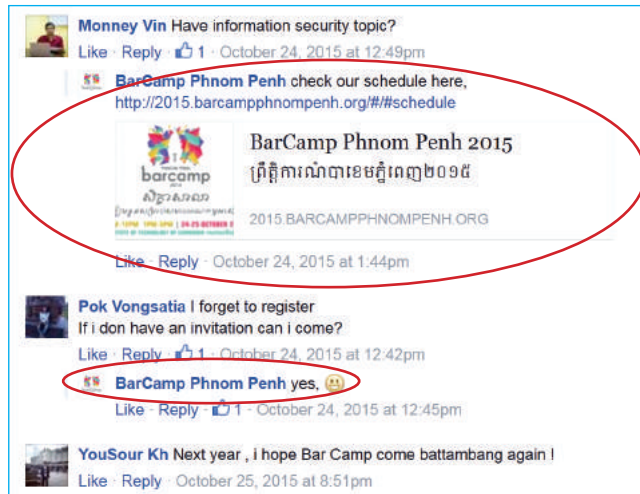 Monney Vin Have information security topic?
Like · Reply · 1 · October 24, 2015 at 12:49pm
BarCamp Phnom Penh check our schedule here,
http://2015.barcampphnompenh.org/#/#schedule
barcamp
សិក្ខាសាលា
BarCamp Phnom Penh 2015
ព្រឹត្តិការណ៍បាខេមភ្នំពេញ២០១៥
2015.BARCAMPPHNOMPENH.ORG
Like · Reply · October 24, 2015 at 1:44pm
Pok Vongsatia I forget to register
If i don have an invitation can i come?
Like · Reply · 1 · October 24, 2015 at 12:42pm
BarCamp Phnom Penh yes, 😀
Like · Reply · 1 · October 24, 2015 at 12:45pm
YouSour Kh Next year , i hope Bar Camp come battambang again !
Like · Reply · October 25, 2015 at 8:51pm